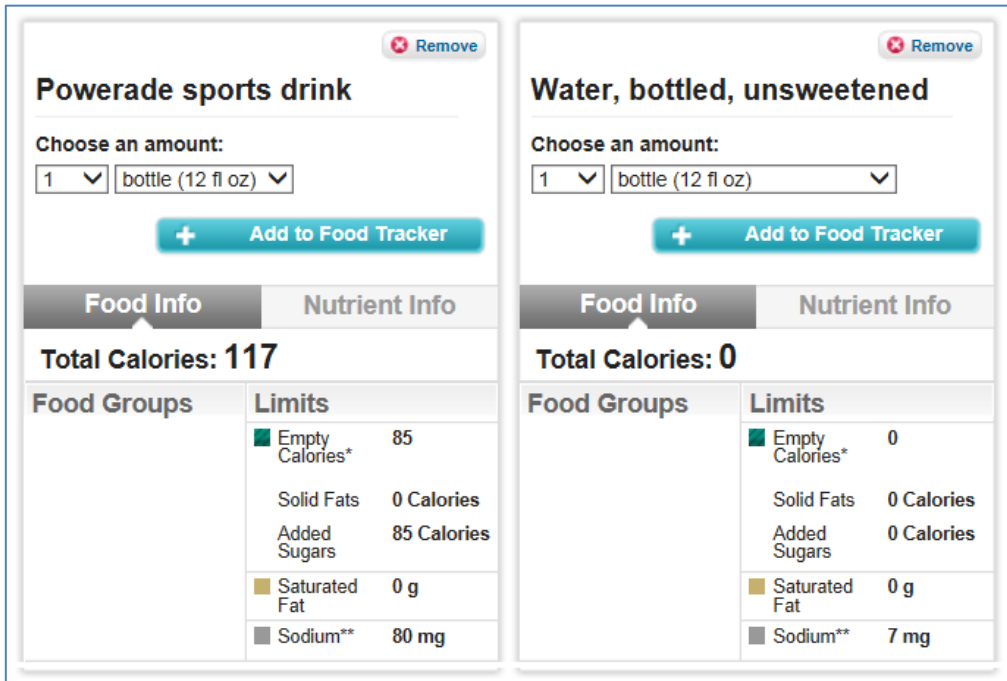 Remove
Powerade sports drink
Choose an amount:
1 bottle (12 fl oz)
Add to Food Tracker
Food Info Nutrient Info
Total Calories: 117
Food Groups Limits
Empty 85
Calories*
Solid Fats 0 Calories
Added 85 Calories
Sugars
Saturated 0 g
Fat
Sodium** 80 mg
Remove
Water, bottled, unsweetened
Choose an amount:
1 bottle (12 fl oz)
Add to Food Tracker
Food Info Nutrient Info
Total Calories: 0
Food Groups Limits
Empty 0
Calories*
Solid Fats 0 Calories
Added 0 Calories
Sugars
Saturated 0 g
Fat
Sodium** 7 mg